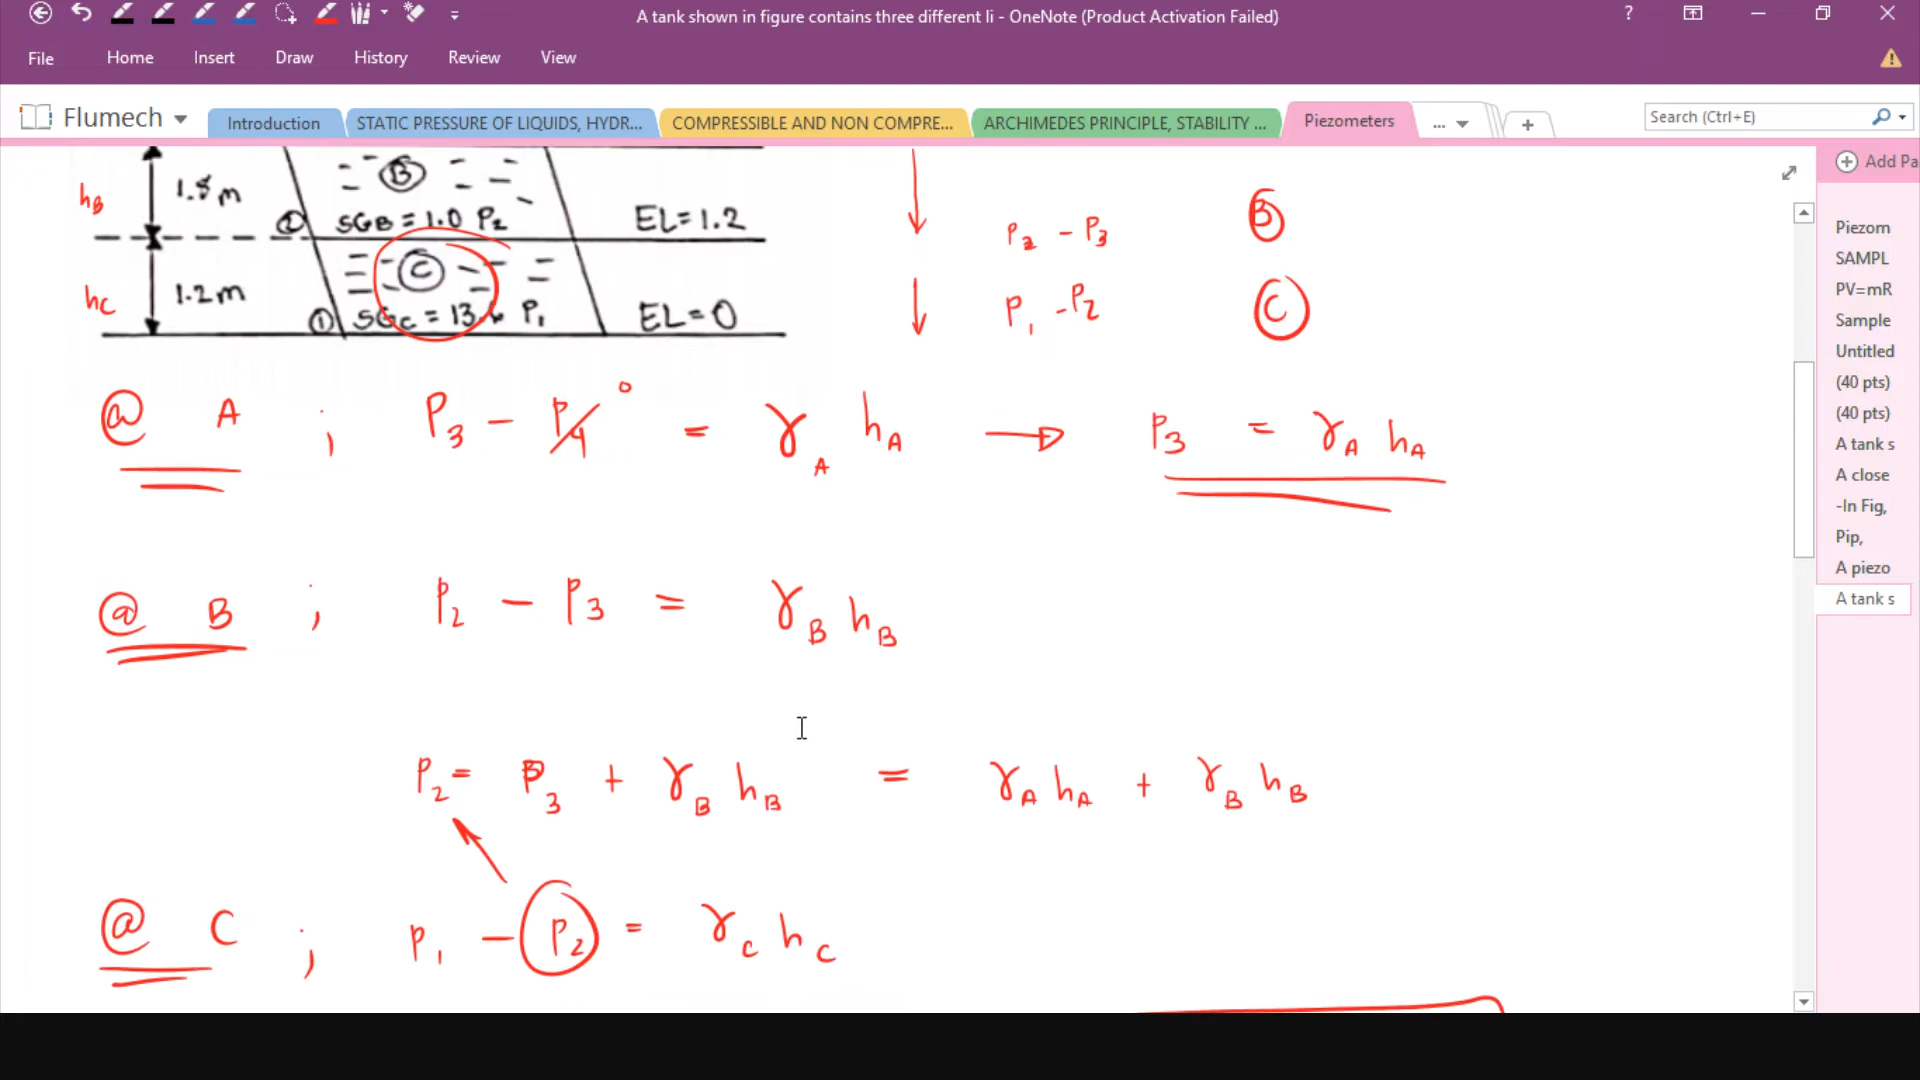 A tank shown in figure contains three different li - OneNote (Product Activation Failed)
?
File Home Insert Draw History Review View
Flumech Introduction STATIC PRESSURE OF LIQUIDS, HYDR... COMPRESSIBLE AND NON COMPRE... ARCHIMEDES PRINCIPLE, STABILITY ... Piezometers ... + Search (Ctrl+E)
Add Pa
hB 1.5m B
② SGB = 1.0 P2 EL=1.2
hC 1.2m C
① SGC = 13.6 P1 EL=0
P2 - P3 B
P1 - P2 C
@ A ; P3 - P4 0 = γA hA → P3 = γA hA
@ B ; P2 - P3 = γB hB
P2 = P3 + γB hB = γA hA + γB hB
@ C ; P1 - P2 = γC hC
Piezom
SAMPL
PV=mR
Sample
Untitled
(40 pts)
(40 pts)
A tank s
A close
-In Fig,
Pip,
A piezo
A tank s